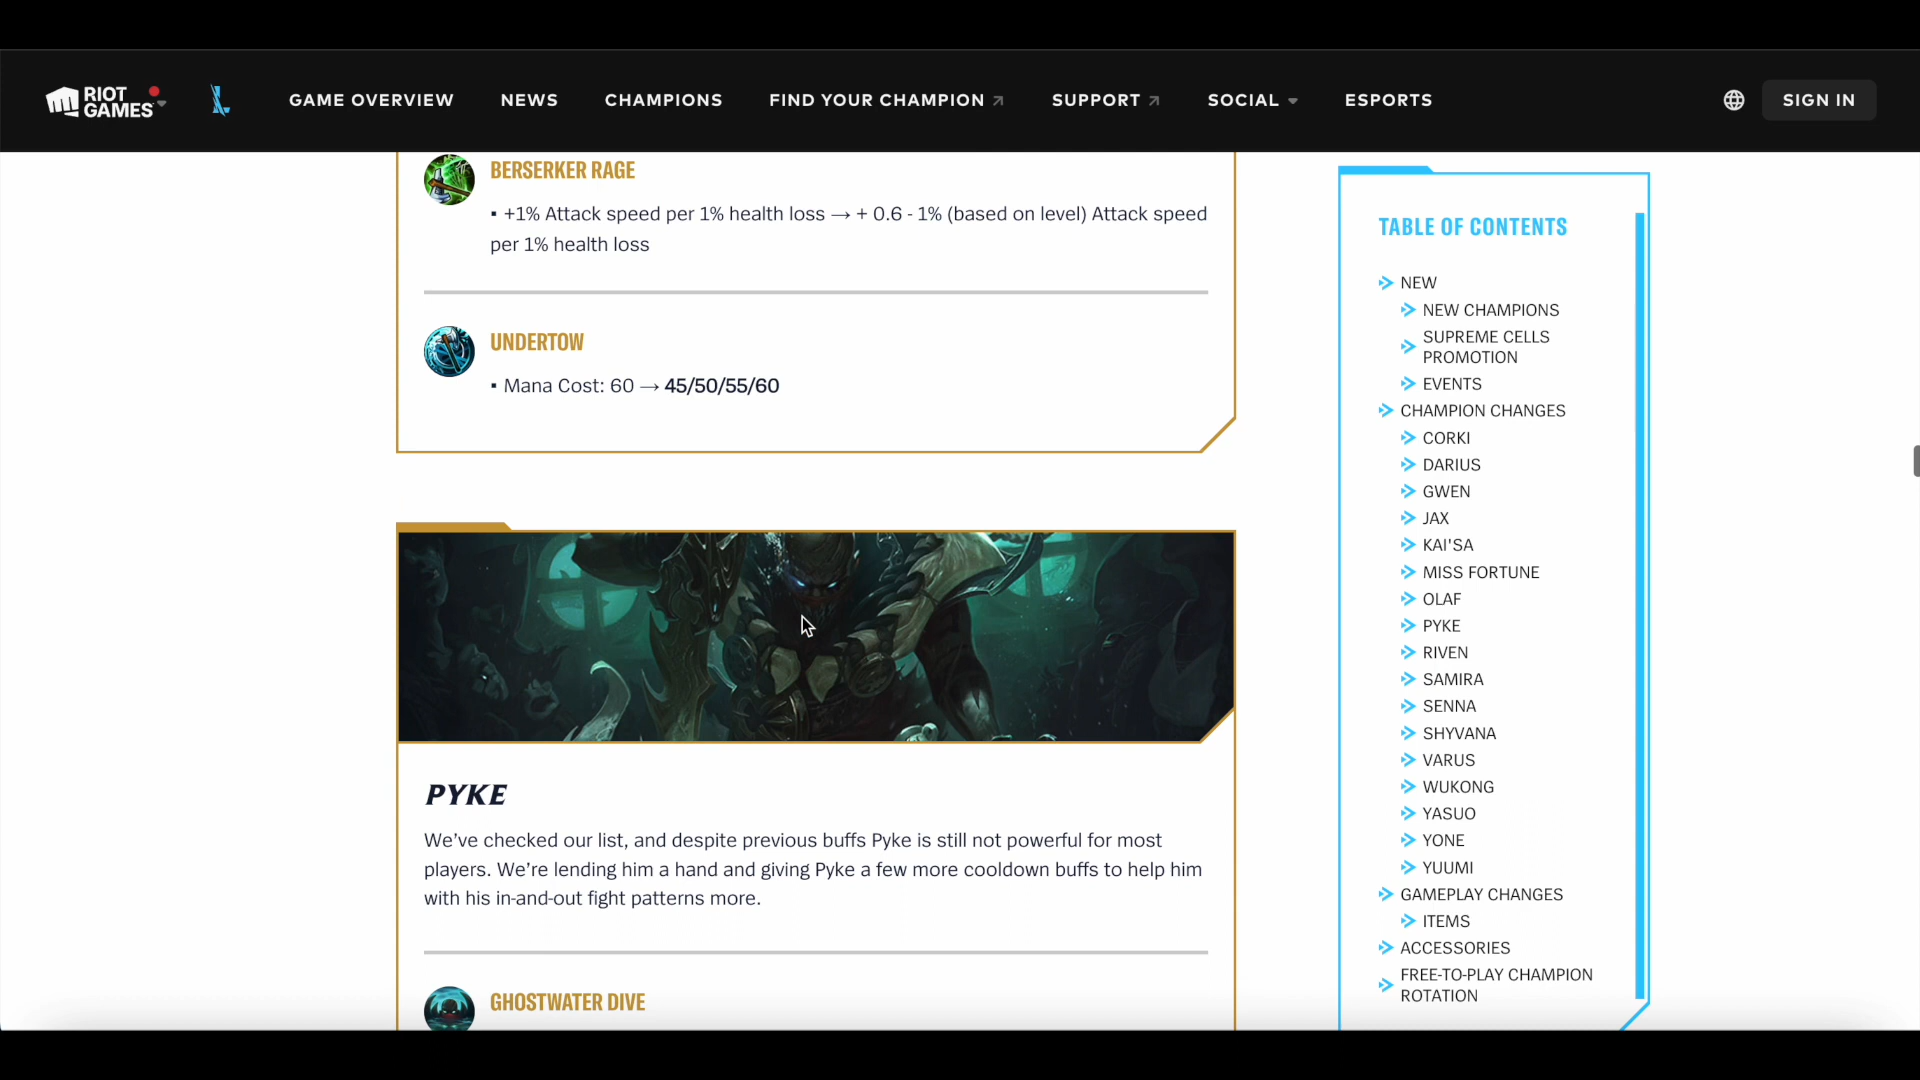 RIOT GAMES
GAME OVERVIEW
NEWS
CHAMPIONS
FIND YOUR CHAMPION
SUPPORT
SOCIAL
ESPORTS
SIGN IN
BERSERKER RAGE
▪ +1% Attack speed per 1% health loss → + 0.6 - 1% (based on level) Attack speed
per 1% health loss
UNDERTOW
▪ Mana Cost: 60 → 45/50/55/60
PYKE
We’ve checked our list, and despite previous buffs Pyke is still not powerful for most
players. We’re lending him a hand and giving Pyke a few more cooldown buffs to help him
with his in-and-out fight patterns more.
GHOSTWATER DIVE
TABLE OF CONTENTS
NEW
NEW CHAMPIONS
SUPREME CELLS
PROMOTION
EVENTS
CHAMPION CHANGES
CORKI
DARIUS
GWEN
JAX
KAI'SA
MISS FORTUNE
OLAF
PYKE
RIVEN
SAMIRA
SENNA
SHYVANA
VARUS
WUKONG
YASUO
YONE
YUUMI
GAMEPLAY CHANGES
ITEMS
ACCESSORIES
FREE-TO-PLAY CHAMPION
ROTATION